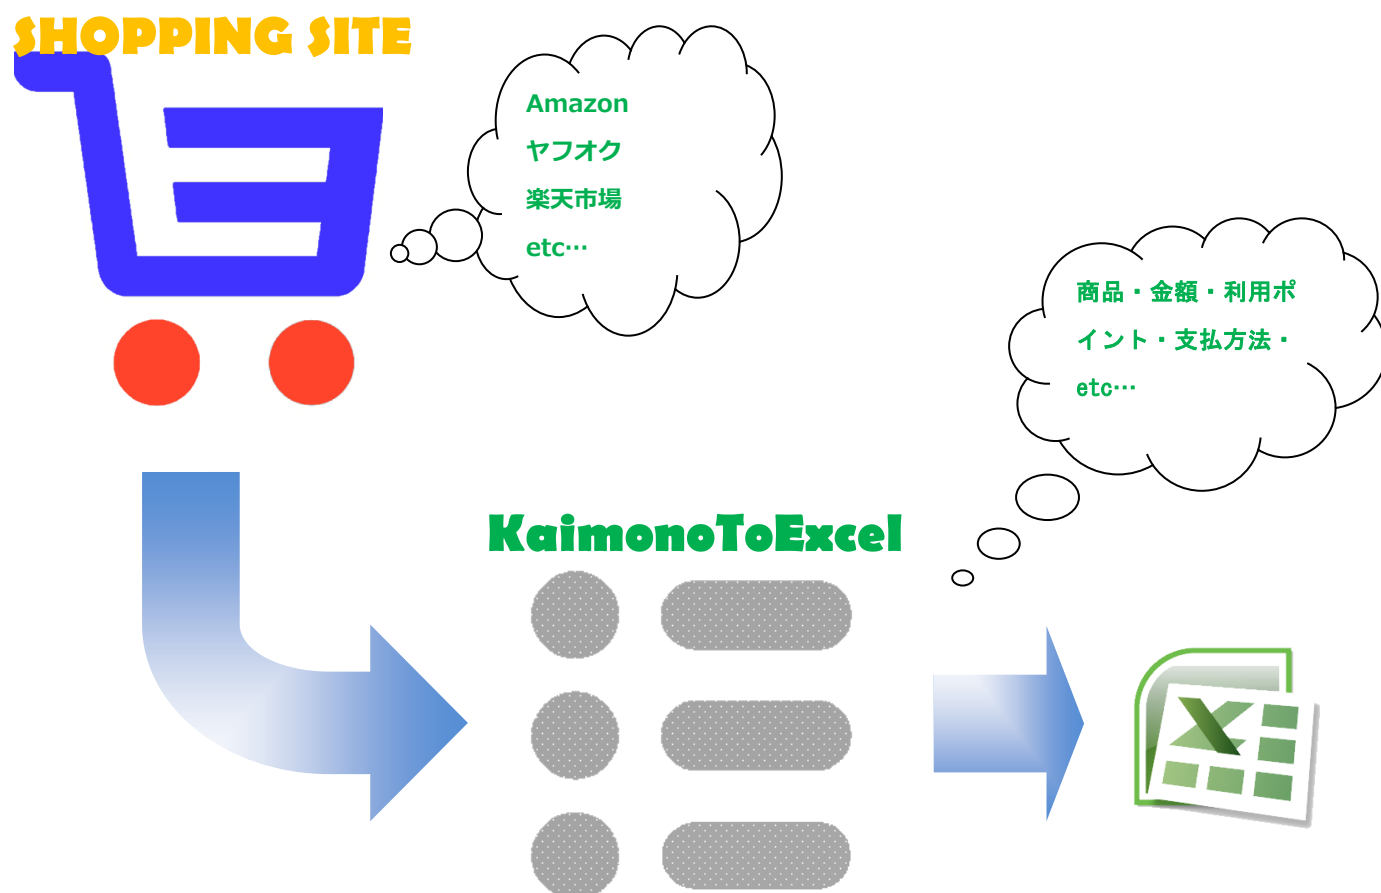 SHOPPING SITE
Amazon
ヤフオク
楽天市場
etc…
商品・金額・利用ポ
イント・支払方法・
etc…
KaimonoToExcel